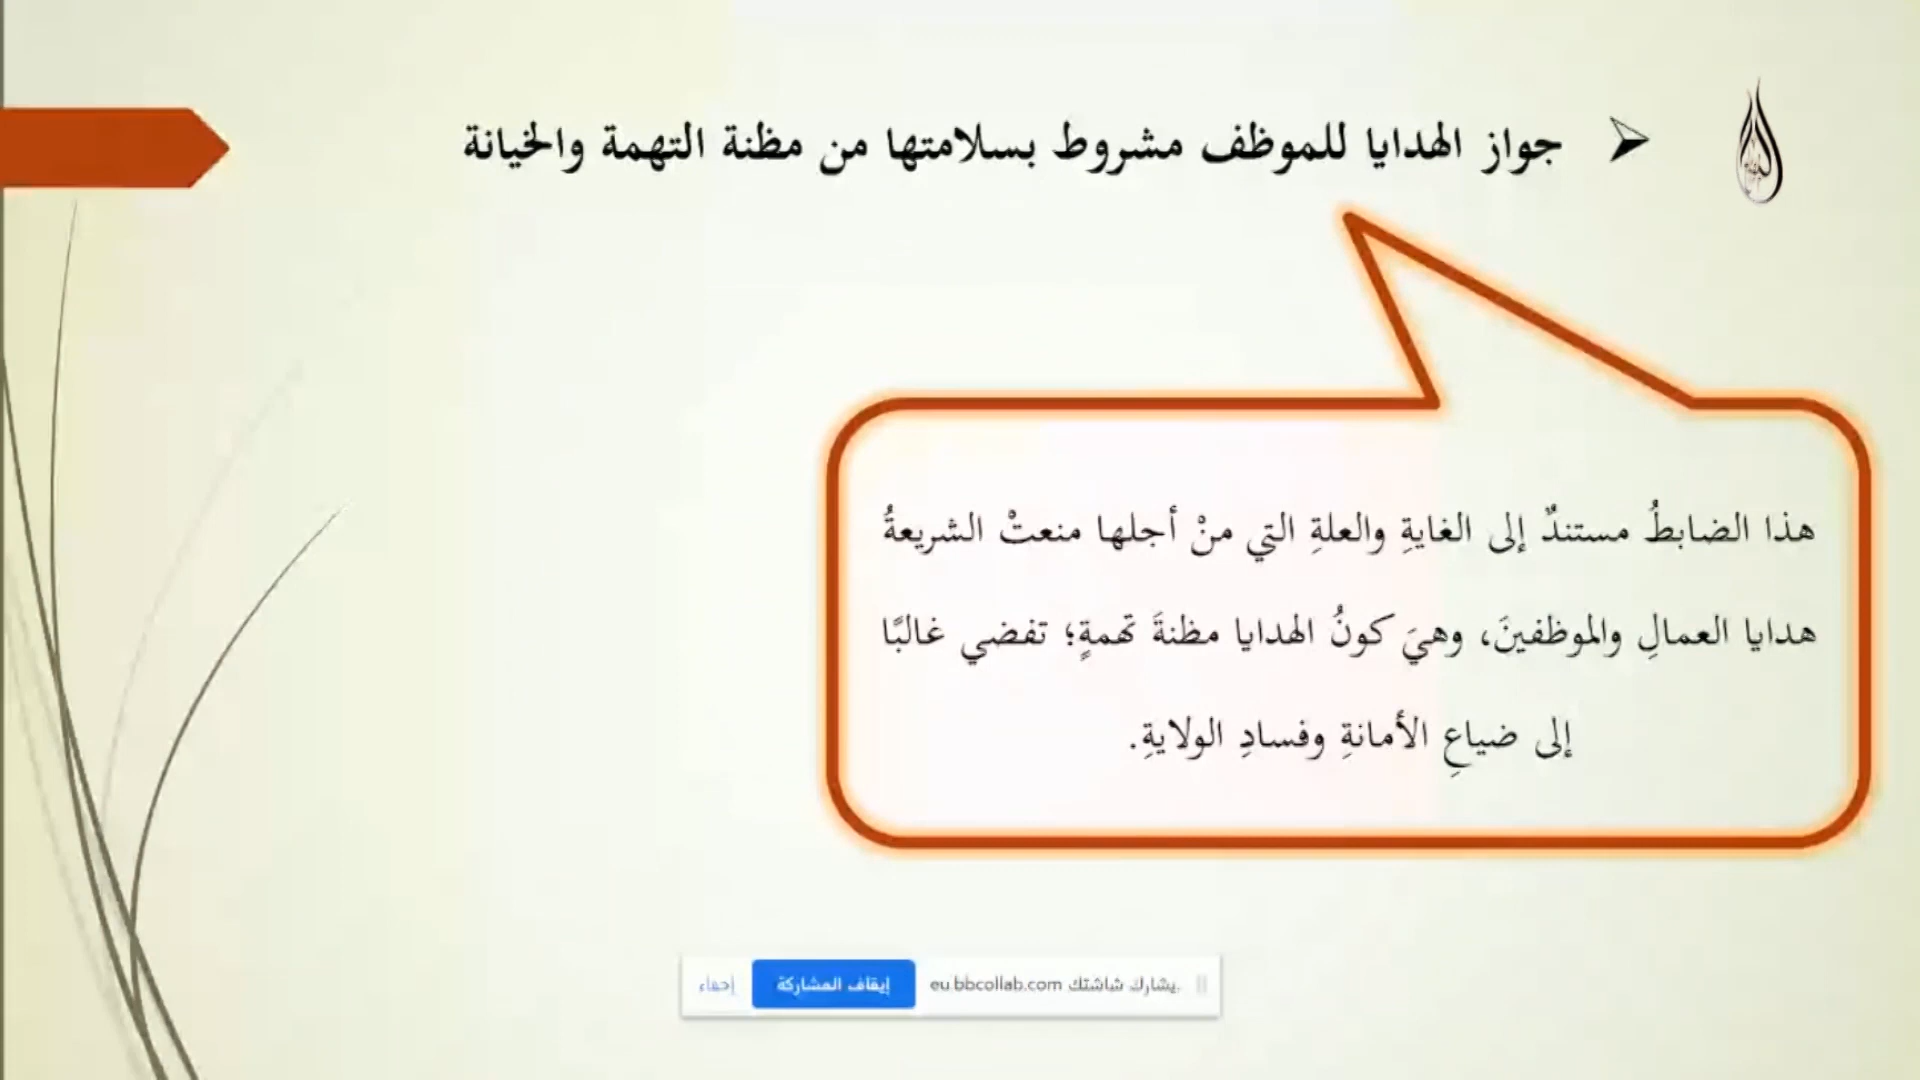 جواز الهدايا للموظف مشروط بسلامتها من مظنة التهمة والخيانة
هذا الضابطُ مستندٌ إلى الغايةِ والعلةِ التي منْ أجلها منعتْ الشريعةُ
هدايا العمالِ والموظفينَ، وهيَ كونُ الهدايا مظنةَ تهمةٍ؛ تفضي غالبًا
إلى ضياعِ الأمانةِ وفسادِ الولايةِ.
يشارك شاشتك eu.bbcollab.com. إيقاف المشاركة إخفاء